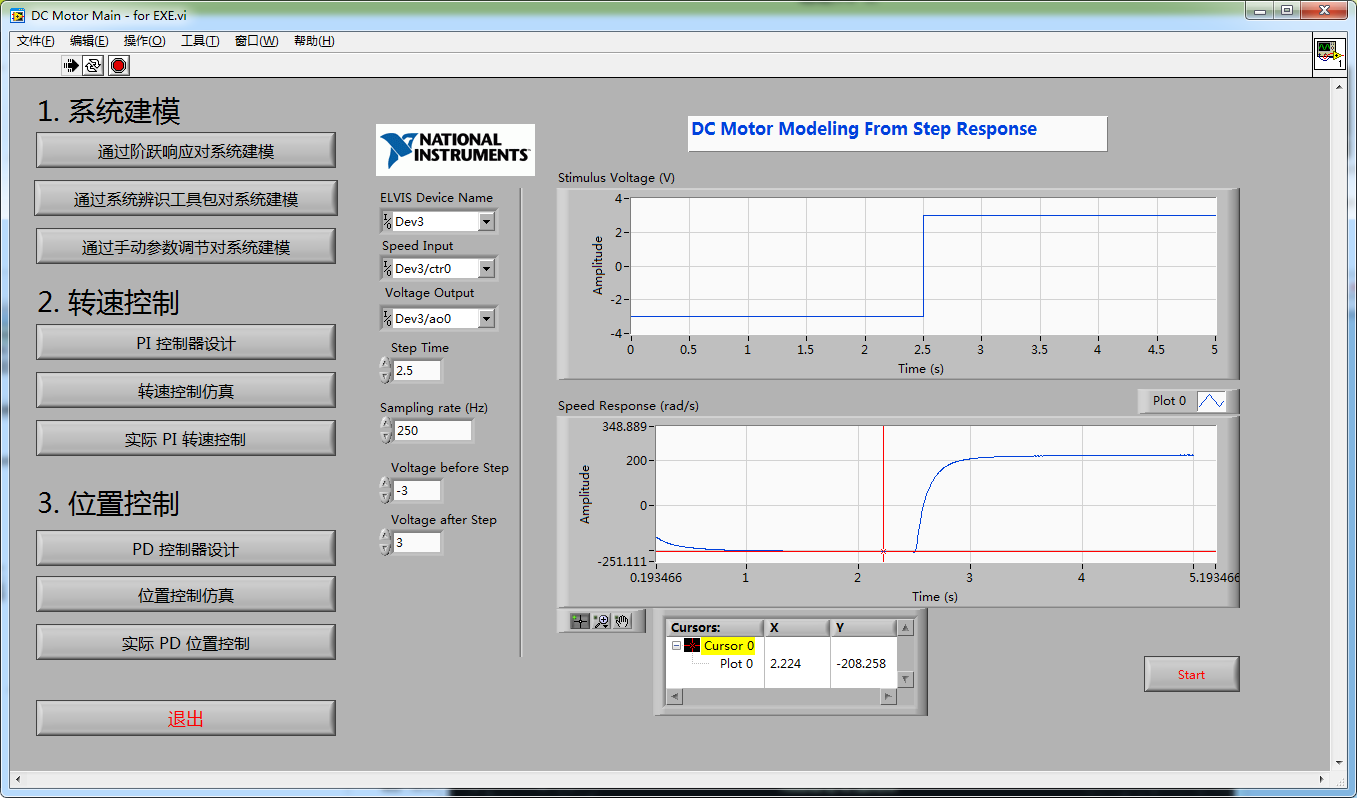 DC Motor Main - for EXE.vi
文件(F) 编辑(E) 操作(O) 工具(T) 窗口(W) 帮助(H)
1
1. 系统建模
通过阶跃响应对系统建模
通过系统辨识工具包对系统建模
通过手动参数调节对系统建模
2. 转速控制
PI 控制器设计
转速控制仿真
实际 PI 转速控制
3. 位置控制
PD 控制器设计
位置控制仿真
实际 PD 位置控制
退出
NATIONAL
INSTRUMENTS
ELVIS Device Name
Dev3
Speed Input
Dev3/ctr0
Voltage Output
Dev3/ao0
Step Time
2.5
Sampling rate (Hz)
250
Voltage before Step
-3
Voltage after Step
3
DC Motor Modeling From Step Response
Stimulus Voltage (V)
Amplitude
4
2
0
-2
-4
0 0.5 1 1.5 2 2.5 3 3.5 4 4.5 5
Time (s)
Plot 0
Speed Response (rad/s)
Amplitude
348.889
200
0
-251.111
0.193466 1 2 3 4 5.193466
Time (s)
Cursors: X Y
Cursor 0
Plot 0 2.224 -208.258
Start